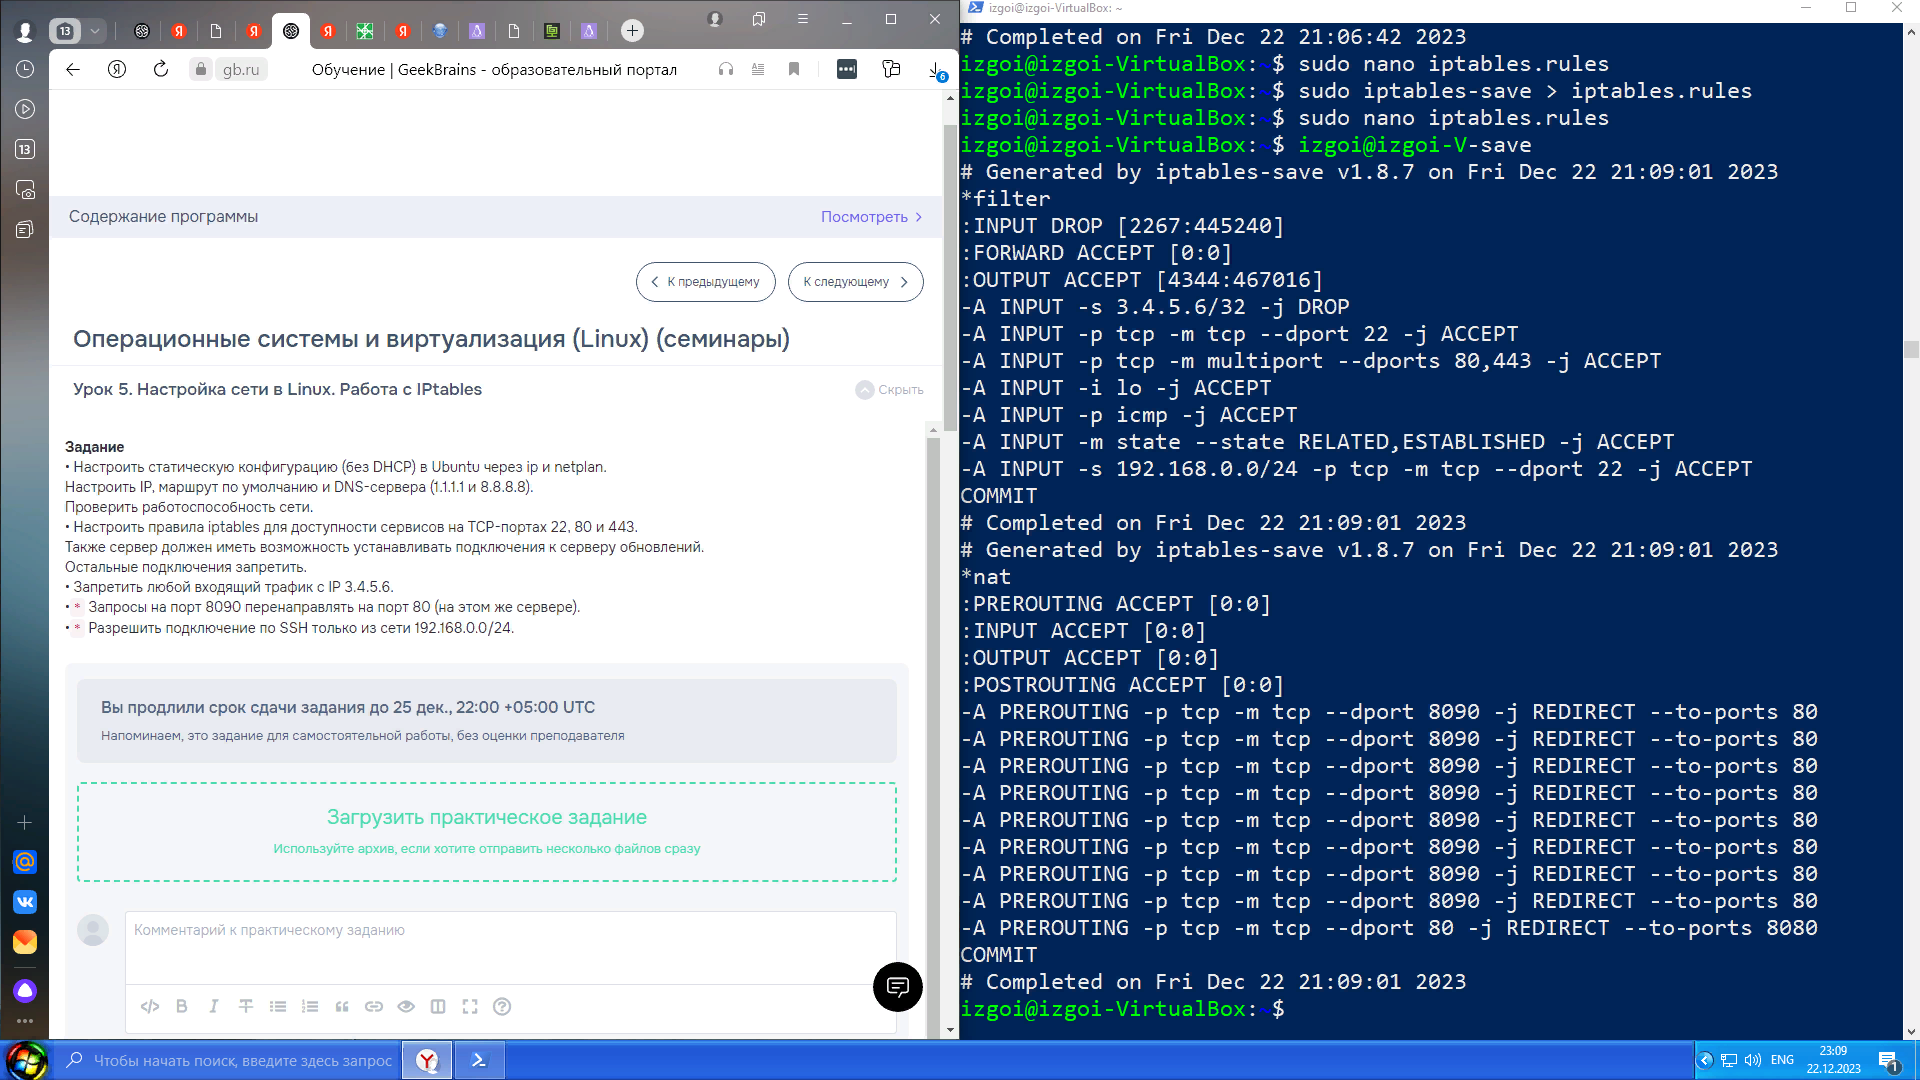 13
gb.ru
Обучение | GeekBrains - образовательный портал
6
13
Содержание программы
Посмотреть
К предыдущему
К следующему
Операционные системы и виртуализация (Linux) (семинары)
Урок 5. Настройка сети в Linux. Работа с IPtables
Скрыть
Задание
• Настроить статическую конфигурацию (без DHCP) в Ubuntu через ip и netplan.
Настроить IP, маршрут по умолчанию и DNS-сервера (1.1.1.1 и 8.8.8.8).
Проверить работоспособность сети.
• Настроить правила iptables для доступности сервисов на TCP-портах 22, 80 и 443.
Также сервер должен иметь возможность устанавливать подключения к серверу обновлений.
Остальные подключения запретить.
• Запретить любой входящий трафик с IP 3.4.5.6.
• * Запросы на порт 8090 перенаправлять на порт 80 (на этом же сервере).
• * Разрешить подключение по SSH только из сети 192.168.0.0/24.
Вы продлили срок сдачи задания до 25 дек., 22:00 +05:00 UTC
Напоминаем, это задание для самостоятельной работы, без оценки преподавателя
Загрузить практическое задание
Используйте архив, если хотите отправить несколько файлов сразу
Комментарий к практическому заданию
izgoi@izgoi-VirtualBox: ~
# Completed on Fri Dec 22 21:06:42 2023
izgoi@izgoi-VirtualBox:~$ sudo nano iptables.rules
izgoi@izgoi-VirtualBox:~$ sudo iptables-save > iptables.rules
izgoi@izgoi-VirtualBox:~$ sudo nano iptables.rules
izgoi@izgoi-VirtualBox:~$ izgoi@izgoi-V-save
# Generated by iptables-save v1.8.7 on Fri Dec 22 21:09:01 2023
*filter
:INPUT DROP [2267:445240]
:FORWARD ACCEPT [0:0]
:OUTPUT ACCEPT [4344:467016]
-A INPUT -s 3.4.5.6/32 -j DROP
-A INPUT -p tcp -m tcp --dport 22 -j ACCEPT
-A INPUT -p tcp -m multiport --dports 80,443 -j ACCEPT
-A INPUT -i lo -j ACCEPT
-A INPUT -p icmp -j ACCEPT
-A INPUT -m state --state RELATED,ESTABLISHED -j ACCEPT
-A INPUT -s 192.168.0.0/24 -p tcp -m tcp --dport 22 -j ACCEPT
COMMIT
# Completed on Fri Dec 22 21:09:01 2023
# Generated by iptables-save v1.8.7 on Fri Dec 22 21:09:01 2023
*nat
:PREROUTING ACCEPT [0:0]
:INPUT ACCEPT [0:0]
:OUTPUT ACCEPT [0:0]
:POSTROUTING ACCEPT [0:0]
-A PREROUTING -p tcp -m tcp --dport 8090 -j REDIRECT --to-ports 80
-A PREROUTING -p tcp -m tcp --dport 8090 -j REDIRECT --to-ports 80
-A PREROUTING -p tcp -m tcp --dport 8090 -j REDIRECT --to-ports 80
-A PREROUTING -p tcp -m tcp --dport 8090 -j REDIRECT --to-ports 80
-A PREROUTING -p tcp -m tcp --dport 8090 -j REDIRECT --to-ports 80
-A PREROUTING -p tcp -m tcp --dport 8090 -j REDIRECT --to-ports 80
-A PREROUTING -p tcp -m tcp --dport 8090 -j REDIRECT --to-ports 80
-A PREROUTING -p tcp -m tcp --dport 8090 -j REDIRECT --to-ports 80
-A PREROUTING -p tcp -m tcp --dport 80 -j REDIRECT --to-ports 8080
COMMIT
# Completed on Fri Dec 22 21:09:01 2023
izgoi@izgoi-VirtualBox:~$
Чтобы начать поиск, введите здесь запрос
ENG
23:09
22.12.2023
1